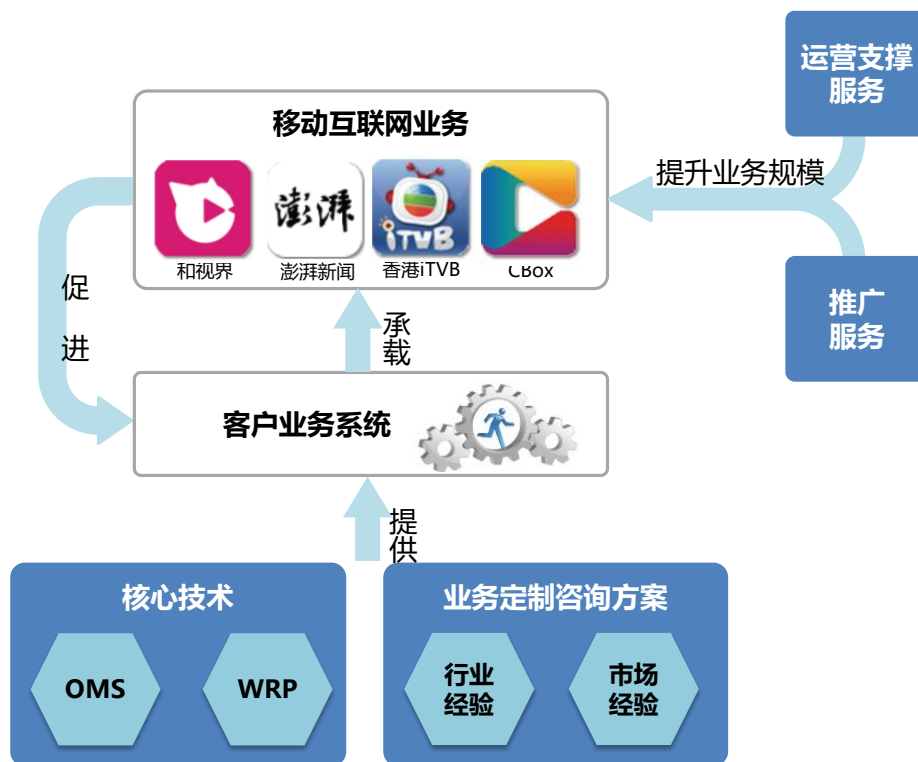 运营支撑
服务
移动互联网业务
提升业务规模
澎湃
iTVB
和视界
澎湃新闻
香港iTVB
CBox
促
进
推广
服务
承
载
客户业务系统
提
供
核心技术
业务定制咨询方案
OMS
WRP
行业
经验
市场
经验